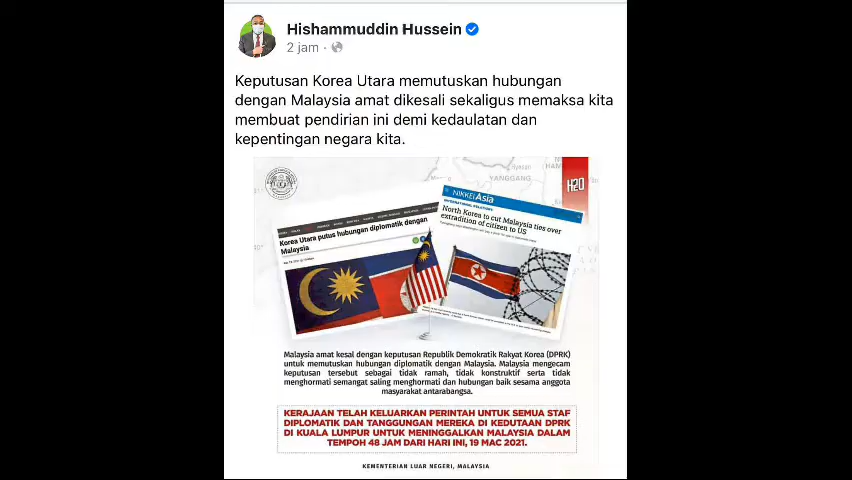 Hishammuddin Hussein
2 jam
Keputusan Korea Utara memutuskan hubungan
dengan Malaysia amat dikesali sekaligus memaksa kita
membuat pendirian ini demi kedaulatan dan
kepentingan negara kita.
YANGGANG
H2O
NIKKEI Asia
INTERNATIONAL RELATIONS
North Korea to cut Malaysia ties over
extradition of citizen to US
Korea Utara putus hubungan diplomatik dengan
Malaysia
Malaysia amat kesal dengan keputusan Republik Demokratik Rakyat Korea (DPRK)
untuk memutuskan hubungan diplomatik dengan Malaysia. Malaysia mengecam
keputusan tersebut sebagai tidak ramah, tidak konstruktif serta tidak
menghormati semangat saling menghormati dan hubungan baik sesama anggota
masyarakat antarabangsa.
KERAJAAN TELAH KELUARKAN PERINTAH UNTUK SEMUA STAF
DIPLOMATIK DAN TANGGUNGAN MEREKA DI KEDUTAAN DPRK
DI KUALA LUMPUR UNTUK MENINGGALKAN MALAYSIA DALAM
TEMPOH 48 JAM DARI HARI INI, 19 MAC 2021.
KEMENTERIAN LUAR NEGERI, MALAYSIA